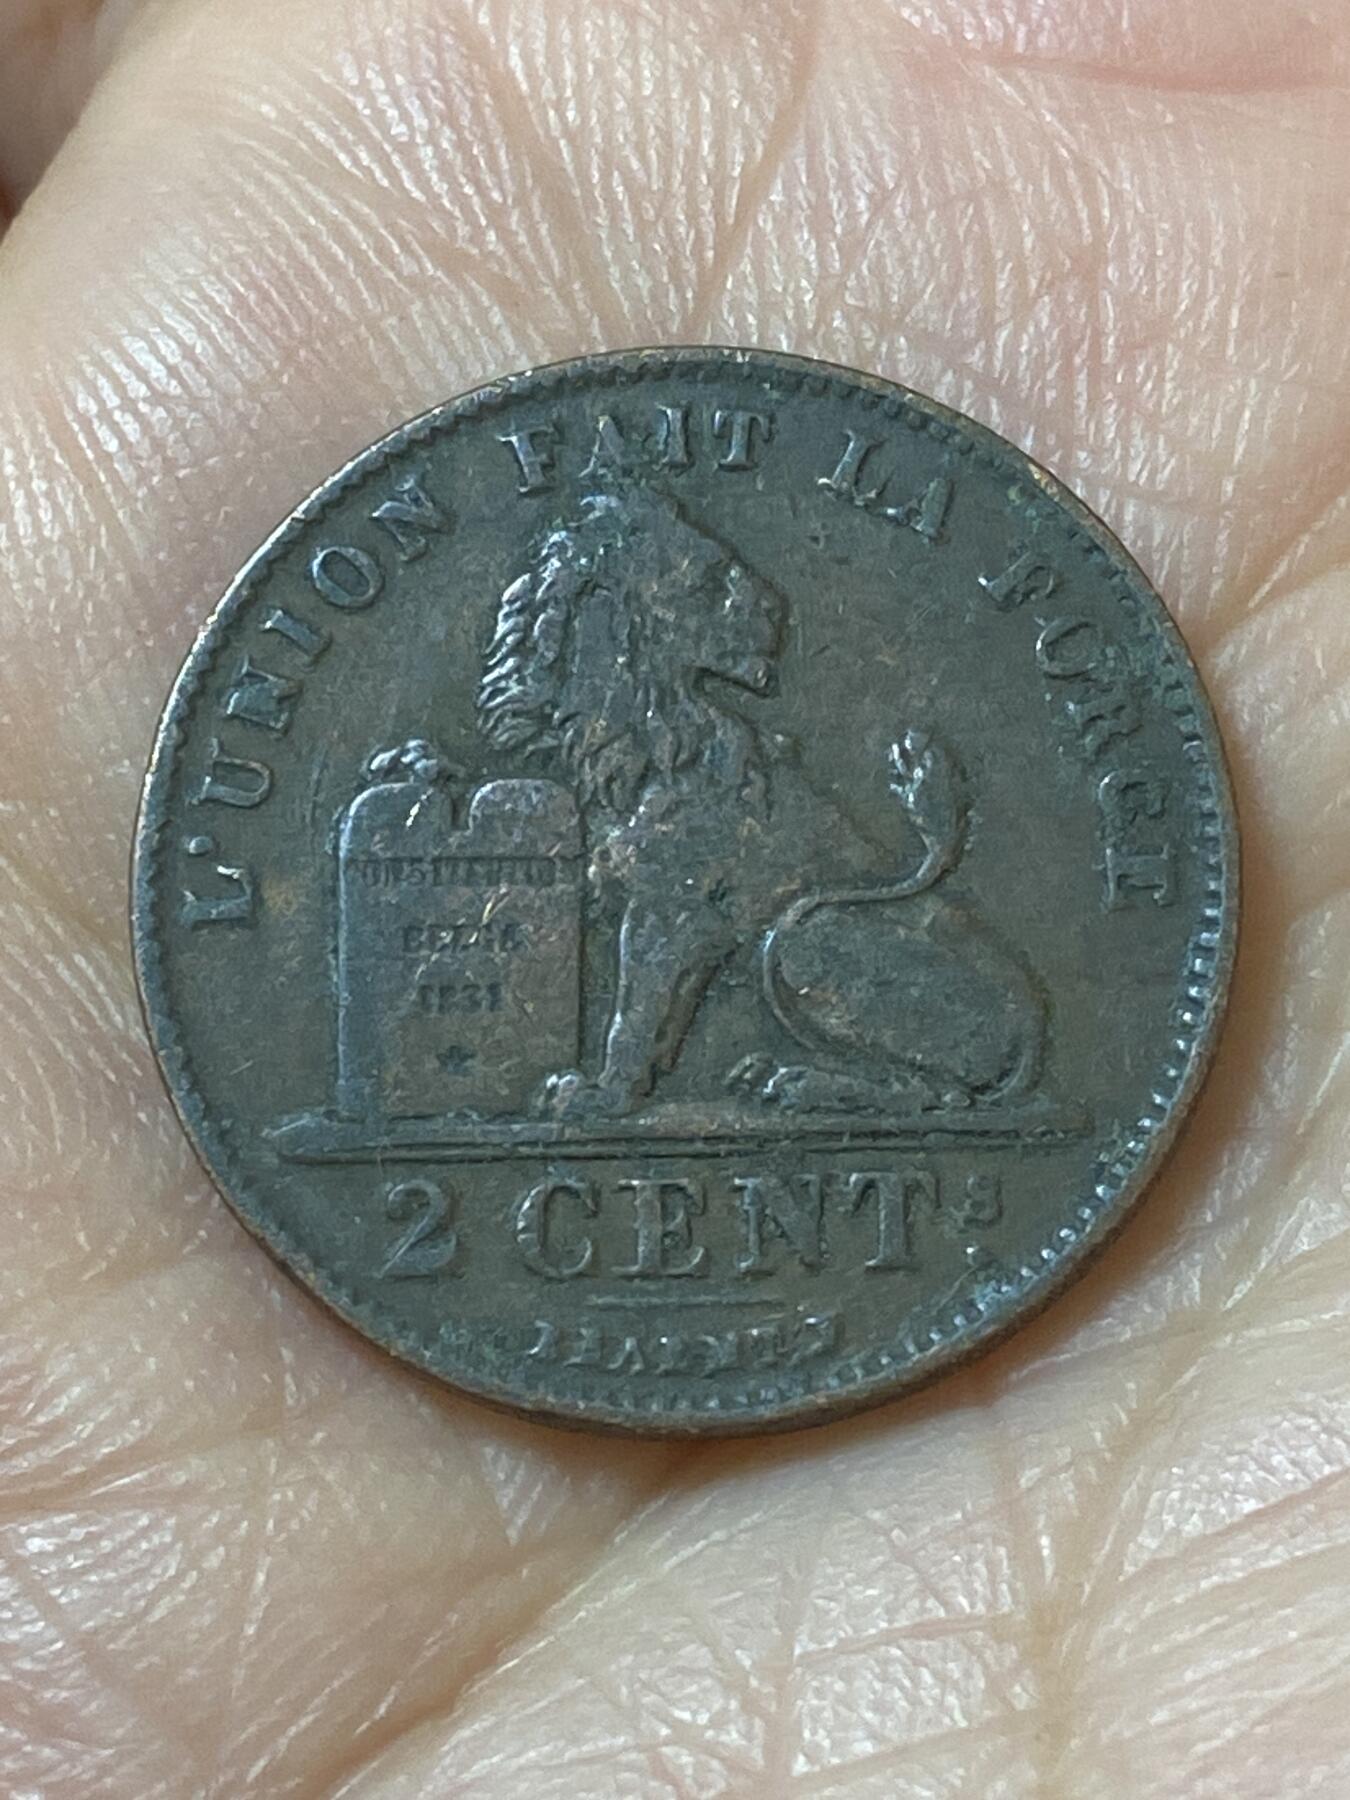 L'UNION FAIT LA FORCE
CONSTITUTION
BELGE
1831
2 CENTS